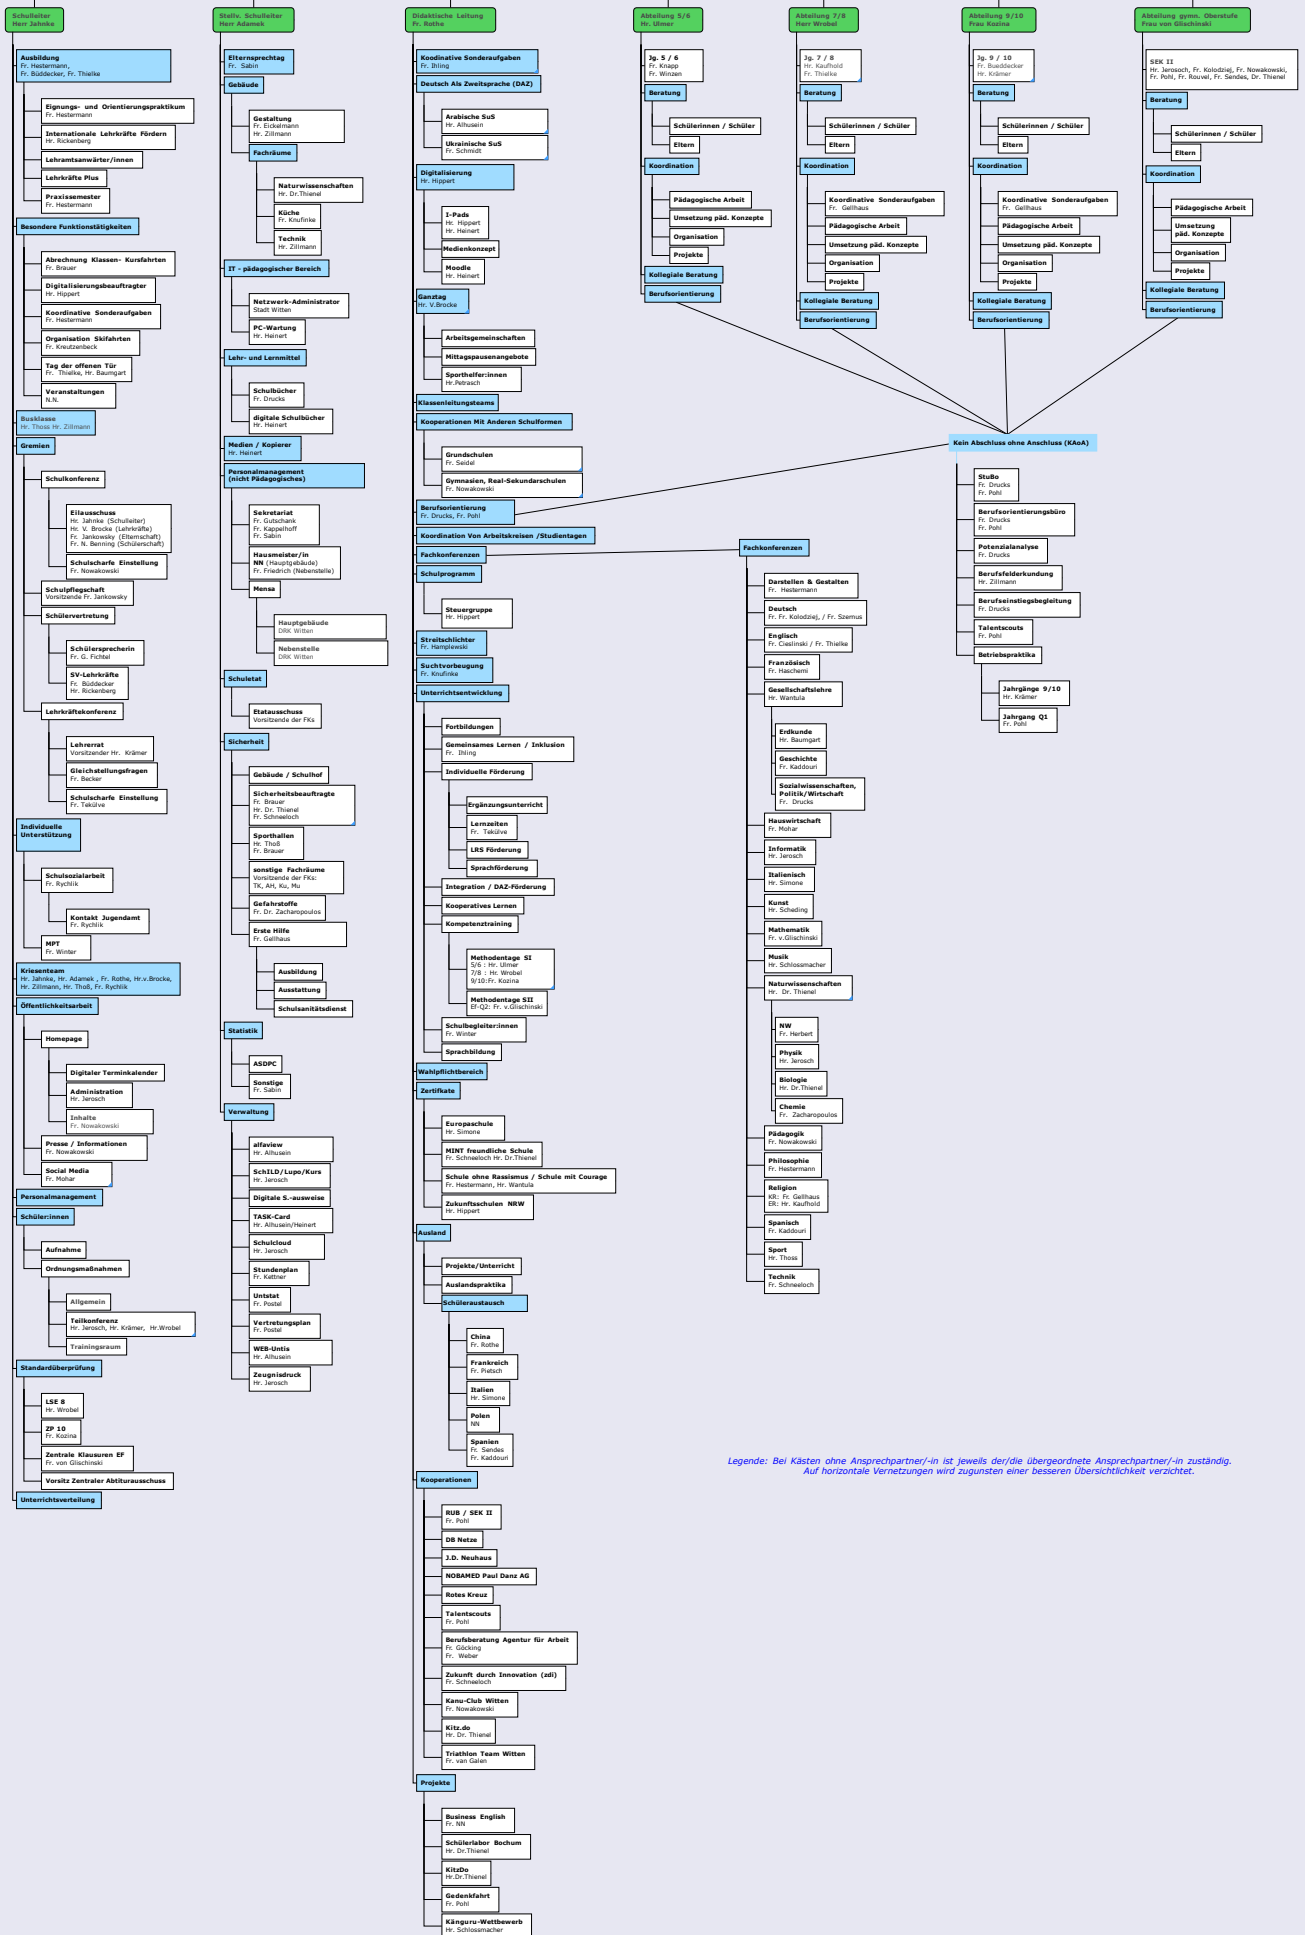 Schulleiter
Herr Jahnke
Ausbildung
Fr. Hestermann,
Fr. Büddecker, Fr. Thielke
Eignungs- und Orientierungspraktikum
Fr. Hestermann
Internationale Lehrkräfte Fördern
Hr. Rickenberg
Lehramtsanwärter/innen
Lehrkräfte Plus
Praxissemester
Fr. Hestermann
Besondere Funktionstätigkeiten
Abrechnung Klassen- Kursfahrten
Fr. Brauer
Digitalisierungsbeauftragter
Hr. Hippert
Koordinative Sonderaufgaben
Fr. Hestermann
Organisation Skifahrten
Fr. Kreutzenbeck
Tag der offenen Tür
Fr. Thielke, Hr. Baumgart
Veranstaltungen
N.N.
Busklasse
Hr. Thoss Hr. Zillmann
Gremien
Schulkonferenz
Eilausschuss
Hr. Jahnke (Schulleiter)
Hr. V. Brocke (Lehrkräfte)
Fr. Jankowsky (Elternschaft)
Fr. N. Benning (Schülerschaft)
Schulscharfe Einstellung
Fr. Nowakowski
Schulpflegschaft
Vorsitzende Fr. Jankowsky
Schülervertretung
Schülersprecherin
Fr. G. Fichtel
SV-Lehrkräfte
Fr. Büddecker
Hr. Rickenberg
Lehrkräftekonferenz
Lehrerrat
Vorsitzender Hr. Krämer
Gleichstellungsfragen
Fr. Becker
Schulscharfe Einstellung
Fr. Tekülve
Individuelle
Unterstützung
Schulsozialarbeit
Fr. Rychlik
Kontakt Jugendamt
Fr. Rychlik
MPT
Fr. Winter
Kriesenteam
Hr. Jahnke, Hr. Adamek , Fr. Rothe, Hr.v.Brocke,
Hr. Zillmann, Hr. Thoß, Fr. Rychlik
Öffentlichkeitsarbeit
Homepage
Digitaler Terminkalender
Administration
Hr. Jerosch
Inhalte
Fr. Nowakowski
Presse / Informationen
Fr. Nowakowski
Social Media
Fr. Mohar
Personalmanagement
Schüler:innen
Aufnahme
Ordnungsmaßnahmen
Allgemein
Teilkonferenz
Hr. Jerosch, Hr. Krämer, Hr.Wrobel
Trainingsraum
Standardüberprüfung
LSE 8
Hr. Wrobel
ZP 10
Fr. Kozina
Zentrale Klausuren EF
Fr. von Glischinski
Vorsitz Zentraler Abtiturausschuss
Unterrichtsverteilung
Stellv. Schulleiter
Herr Adamek
Elternsprechtag
Fr. Sabin
Gebäude
Gestaltung
Fr. Eickelmann
Hr. Zillmann
Fachräume
Naturwissenschaften
Hr. Dr.Thienel
Küche
Fr. Knufinke
Technik
Hr. Zillmann
IT - pädagogischer Bereich
Netzwerk-Administrator
Stadt Witten
PC-Wartung
Hr. Heinert
Lehr- und Lernmittel
Schulbücher
Fr. Drucks
digitale Schulbücher
Hr. Heinert
Medien / Kopierer
Hr. Heinert
Personalmanagement
(nicht Pädagogisches)
Sekretariat
Fr. Gutschank
Fr. Kappelhoff
Fr. Sabin
Hausmeister/in
NN (Hauptgebäude)
Fr. Friedrich (Nebenstelle)
Mensa
Hauptgebäude
DRK Witten
Nebenstelle
DRK Witten
Schuletat
Etatausschuss
Vorsitzende der FKs
Sicherheit
Gebäude / Schulhof
Sicherheitsbeauftragte
Fr. Brauer
Hr. Dr. Thienel
Fr. Schneeloch
Sporthallen
Hr. Thoß
Fr. Brauer
sonstige Fachräume
Vorsitzende der FKs:
TK, AH, Ku, Mu
Gefahrstoffe
Fr. Dr. Zacharopoulos
Erste Hilfe
Fr. Gellhaus
Ausbildung
Ausstattung
Schulsanitätsdienst
Statistik
ASDPC
Sonstige
Fr. Sabin
Verwaltung
alfaview
Hr. Alhusein
SchILD/Lupo/Kurs
Hr. Jerosch
Digitale S.-ausweise
TASK-Card
Hr. Alhusein/Heinert
Schulcloud
Hr. Jerosch
Stundenplan
Fr. Kettner
Untstat
Fr. Postel
Vertretungsplan
Fr. Postel
WEB-Untis
Hr. Alhusein
Zeugnisdruck
Hr. Jerosch
Didaktische Leitung
Fr. Rothe
Koodinative Sonderaufgaben
Fr. Ihling
Deutsch Als Zweitsprache (DAZ)
Arabische SuS
Hr. Alhusein
Ukrainische SuS
Fr. Schmidt
Digitalisierung
Hr. Hippert
I-Pads
Hr. Hippert
Hr. Heinert
Medienkonzept
Moodle
Hr. Heinert
Ganztag
Hr. V.Brocke
Arbeitsgemeinschaften
Mittagspausenangebote
Sporthelfer:innen
Hr.Petrasch
Klassenleitungsteams
Kooperationen Mit Anderen Schulformen
Grundschulen
Fr. Seidel
Gymnasien, Real-Sekundarschulen
Fr. Nowakowski
Berufsorientierung
Fr. Drucks, Fr. Pohl
Koordination Von Arbeitskreisen /Studientagen
Fachkonferenzen
Schulprogramm
Steuergruppe
Hr. Hippert
Streitschlichter
Fr. Hamplewski
Suchtvorbeugung
Fr. Knufinke
Unterrichtsentwicklung
Fortbildungen
Gemeinsames Lernen / Inklusion
Fr. Ihling
Individuelle Förderung
Ergänzungsunterricht
Lernzeiten
Fr. Tekülve
LRS Förderung
Sprachförderung
Integration / DAZ-Förderung
Kooperatives Lernen
Kompetenztraining
Methodentage SI
5/6 : Hr. Ulmer
7/8 : Hr. Wrobel
9/10:Fr. Kozina
Methodentage SII
Ef-Q2: Fr. v.Glischinski
Schulbegleiter:innen
Fr. Winter
Sprachbildung
Wahlpflichtbereich
Zertifkate
Europaschule
Hr. Simone
MINT freundliche Schule
Fr. Schneeloch Hr. Dr.Thienel
Schule ohne Rassismus / Schule mit Courage
Fr. Hestermann, Hr. Wantula
Zukunftsschulen NRW
Hr. Hippert
Ausland
Projekte/Unterricht
Auslandspraktika
Schüleraustausch
China
Fr. Rothe
Frankreich
Fr. Pietsch
Italien
Hr. Simone
Polen
NN
Spanien
Fr. Sendes
Fr. Kaddouri
Kooperationen
RUB / SEK II
Fr. Pohl
DB Netze
J.D. Neuhaus
NOBAMED Paul Danz AG
Rotes Kreuz
Talentscouts
Fr. Pohl
Berufsberatung Agentur für Arbeit
Fr. Göcking
Fr. Weber
Zukunft durch Innovation (zdi)
Fr. Schneeloch
Kanu-Club Witten
Fr. Nowakowski
Kitz.do
Hr. Dr. Thienel
Triathlon Team Witten
Fr. van Galen
Projekte
Business English
Fr. NN
Schülerlabor Bochum
Hr. Dr.Thienel
KitzDo
Hr.Dr.Thienel
Gedenkfahrt
Fr. Pohl
Känguru-Wettbewerb
Hr. Schlossmacher
Abteilung 5/6
Hr. Ulmer
Jg. 5 / 6
Fr. Knapp
Fr. Winzen
Beratung
Schülerinnen / Schüler
Eltern
Koordination
Pädagogische Arbeit
Umsetzung päd. Konzepte
Organisation
Projekte
Kollegiale Beratung
Berufsorientierung
Abteilung 7/8
Herr Wrobel
Jg. 7 / 8
Hr. Kaufhold
Fr. Thielke
Beratung
Schülerinnen / Schüler
Eltern
Koordination
Koordinative Sonderaufgaben
Fr. Gellhaus
Pädagogische Arbeit
Umsetzung päd. Konzepte
Organisation
Projekte
Kollegiale Beratung
Berufsorientierung
Abteilung 9/10
Frau Kozina
Jg. 9 / 10
Fr. Bueddecker
Hr. Krämer
Beratung
Schülerinnen / Schüler
Eltern
Koordination
Koordinative Sonderaufgaben
Fr. Gellhaus
Pädagogische Arbeit
Umsetzung päd. Konzepte
Organisation
Projekte
Kollegiale Beratung
Berufsorientierung
Abteilung gymn. Oberstufe
Frau von Glischinski
SEK II
Hr. Jerosoch, Fr. Kolodziej, Fr. Nowakowski,
Fr. Pohl, Fr. Rouvel, Fr. Sendes, Dr. Thienel
Beratung
Schülerinnen / Schüler
Eltern
Koordination
Pädagogische Arbeit
Umsetzung
päd. Konzepte
Organisation
Projekte
Kollegiale Beratung
Berufsorientierung
Kein Abschluss ohne Anschluss (KAoA)
StuBo
Fr. Drucks
Fr. Pohl
Berufsorientierungsbüro
Fr. Drucks
Fr. Pohl
Potenzialanalyse
Fr. Drucks
Berufsfelderkundung
Hr. Zillmann
Berufseinstiegsbegleitung
Fr. Drucks
Talentscouts
Fr. Pohl
Betriebspraktika
Jahrgänge 9/10
Hr. Krämer
Jahrgang Q1
Fr. Pohl
Fachkonferenzen
Darstellen & Gestalten
Fr. Hestermann
Deutsch
Fr. Fr. Kolodziej, / Fr. Szemus
Englisch
Fr. Cieslinski / Fr. Thielke
Französisch
Fr. Haschemi
Gesellschaftslehre
Hr. Wantula
Erdkunde
Hr. Baumgart
Geschichte
Fr. Kaddouri
Sozialwissenschaften,
Politik/Wirtschaft
Fr. Drucks
Hauswirtschaft
Fr. Mohar
Informatik
Hr. Jerosch
Italienisch
Hr. Simone
Kunst
Hr. Scheding
Mathematik
Fr. v.Glischinski
Musik
Hr. Schlossmacher
Naturwissenschaften
Hr. Dr. Thienel
NW
Fr. Herbert
Physik
Hr. Jerosch
Biologie
Hr. Dr.Thienel
Chemie
Fr. Zacharopoulos
Pädagogik
Fr. Nowakowski
Philosophie
Fr. Hestermann
Religion
KR: Fr. Gellhaus
ER: Hr. Kaufhold
Spanisch
Fr. Kaddouri
Sport
Hr. Thoss
Technik
Fr. Schneeloch
Legende: Bei Kästen ohne Ansprechpartner/-in ist jeweils der/die übergeordnete Ansprechpartner/-in zuständig.
Auf horizontale Vernetzungen wird zugunsten einer besseren Übersichtlichkeit verzichtet.